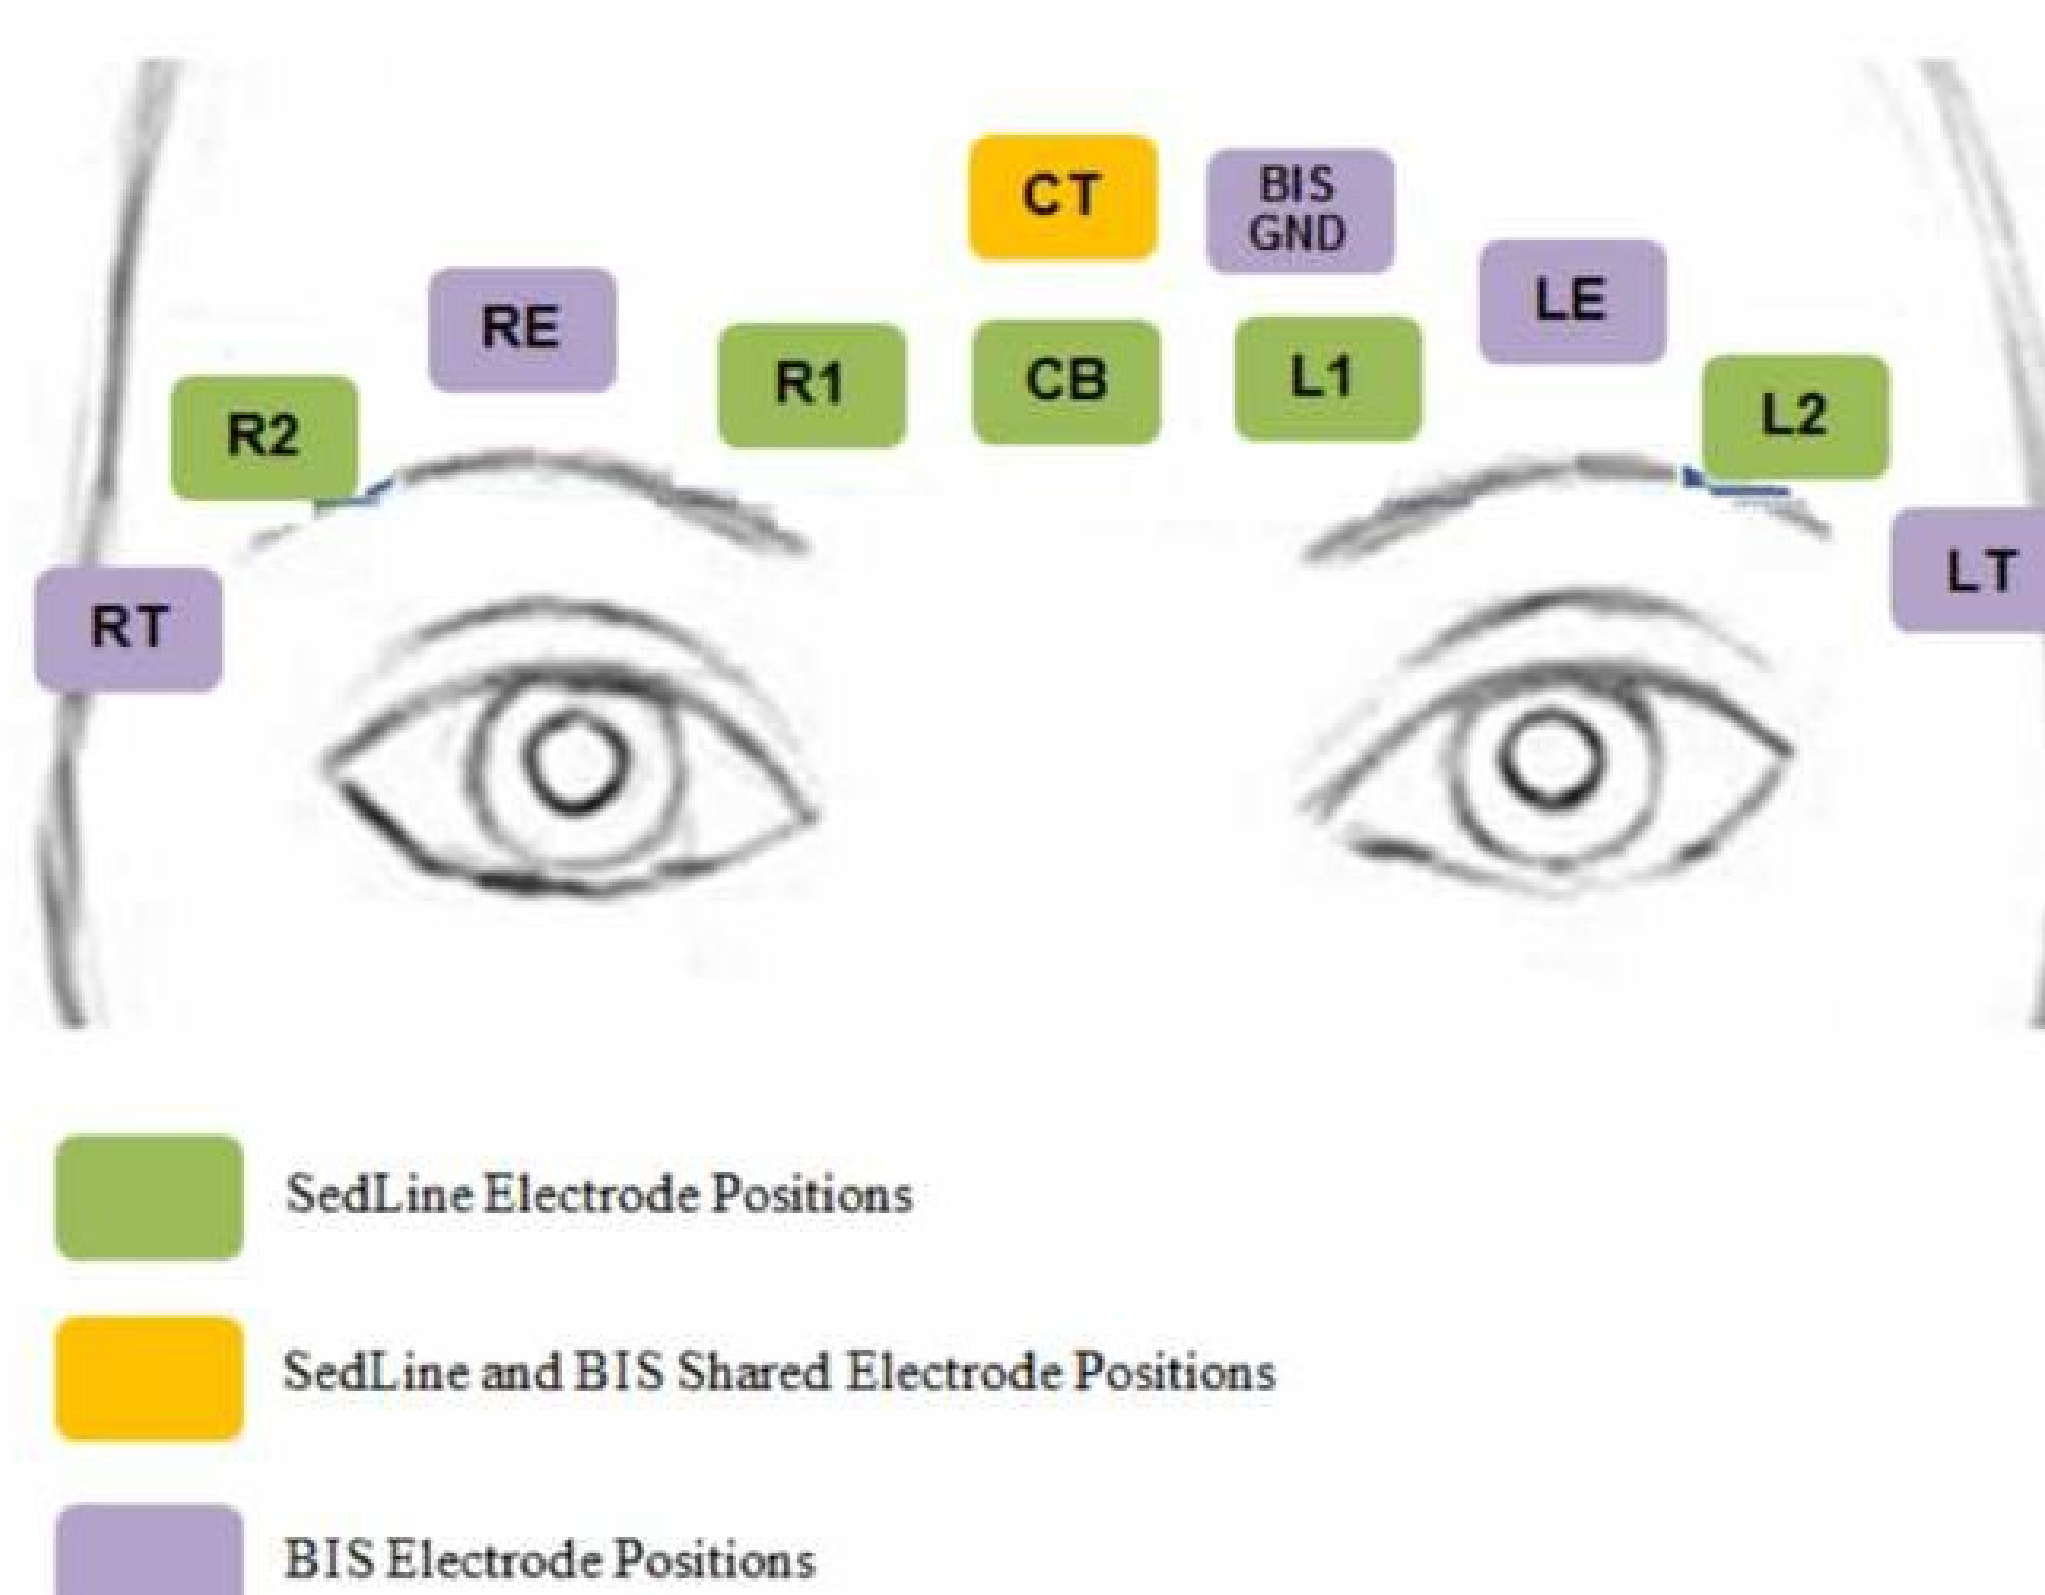 CT
BIS
GND
RE
LE
R1
CB
L1
R2
L2
RT
LT
SedLine Electrode Positions
SedLine and BIS Shared Electrode Positions
BIS Electrode Positions